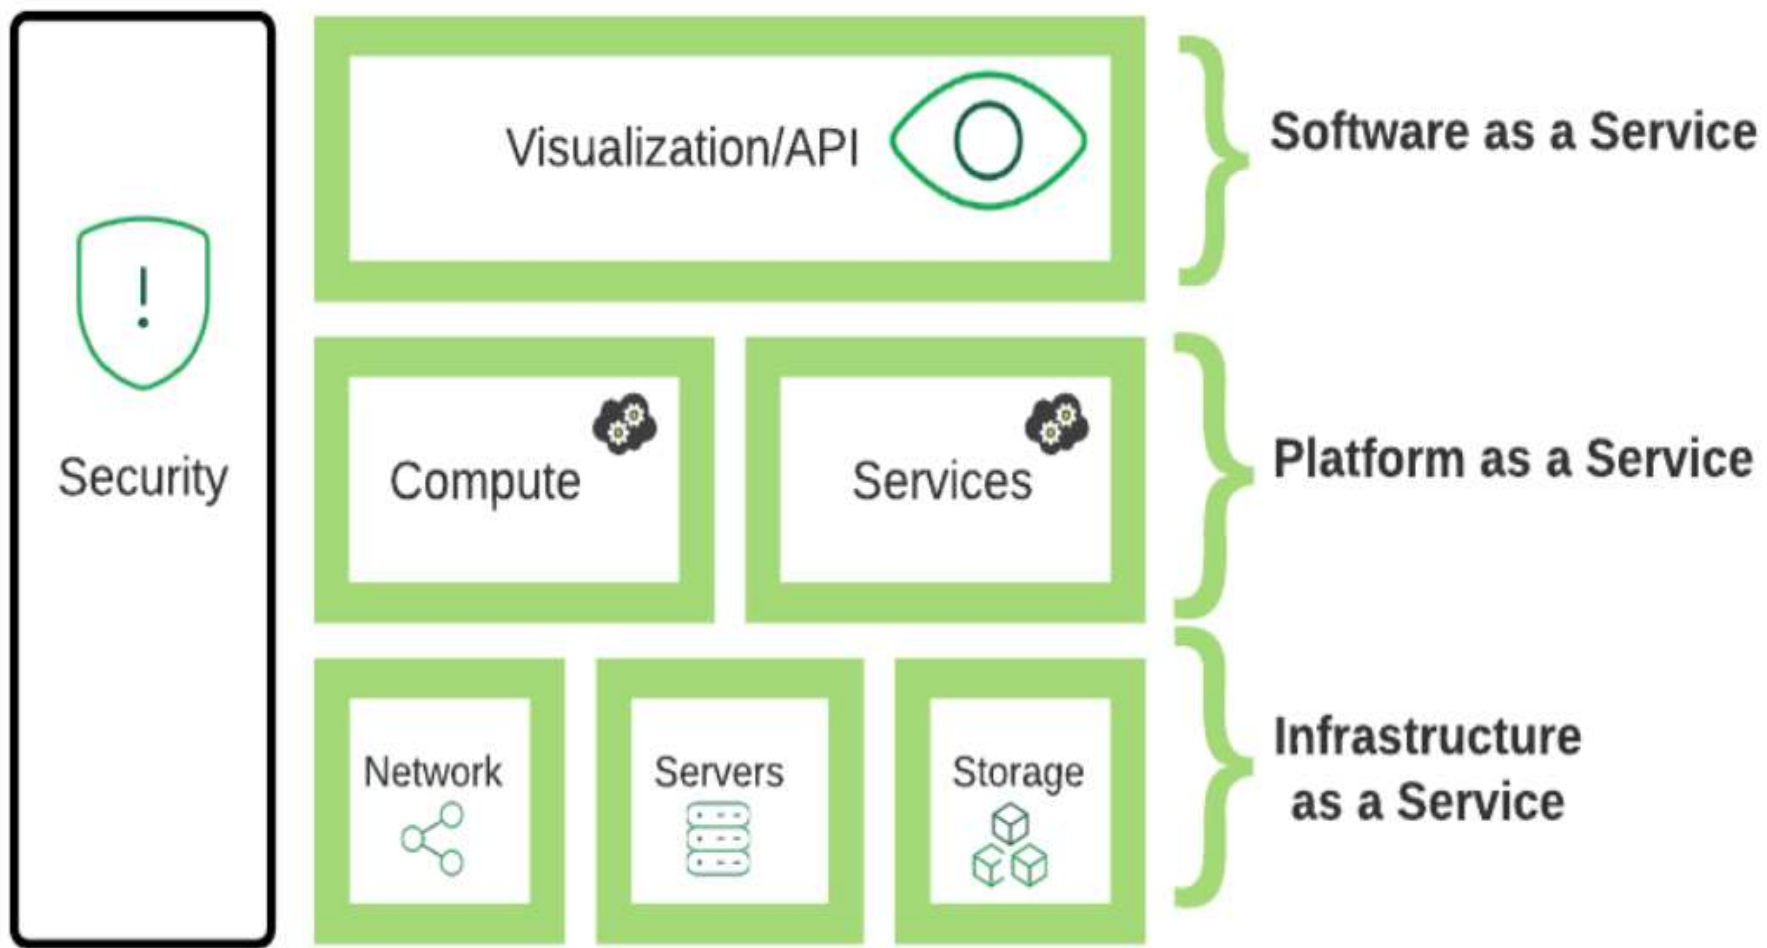 Security
Visualization/API
Software as a Service
Compute
Services
Platform as a Service
Network
Servers
Storage
Infrastructure
as a Service